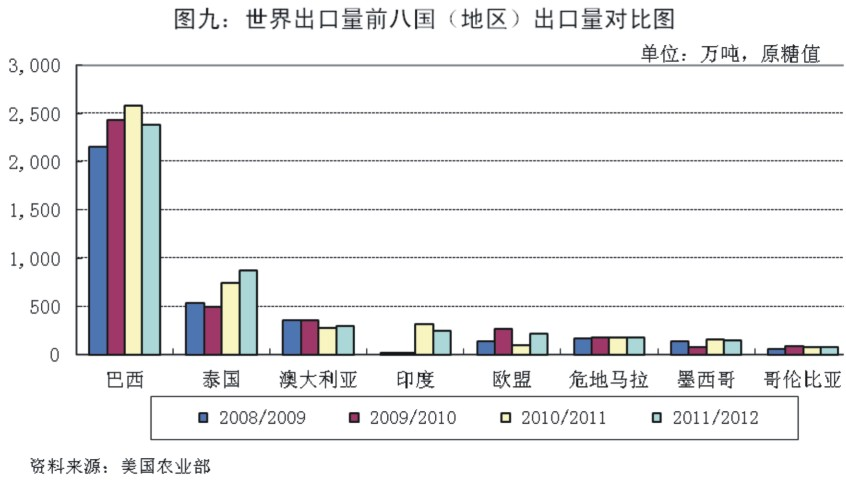 图九：世界出口量前八国（地区）出口量对比图
单位：万吨，原糖值
3,000
2,500
2,000
1,500
1,000
500
0
巴西 泰国 澳大利亚 印度 欧盟 危地马拉 墨西哥 哥伦比亚
2008/2009 2009/2010 2010/2011 2011/2012
资料来源：美国农业部